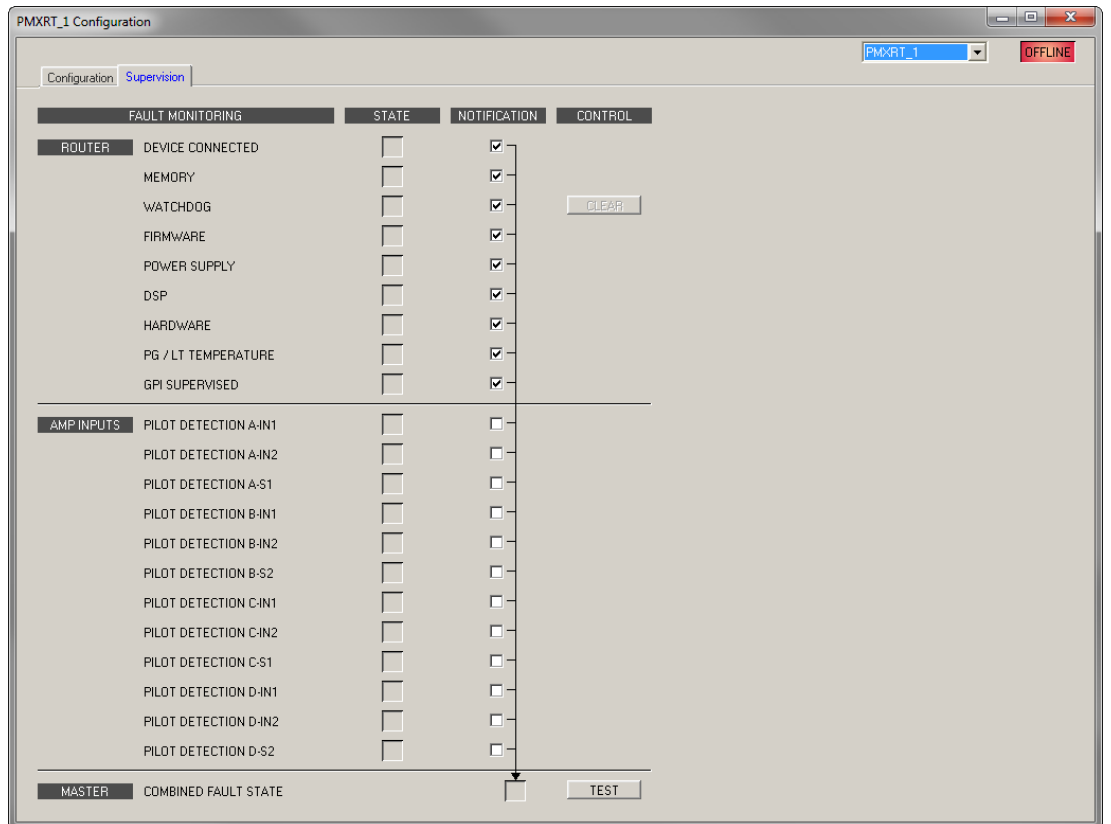 PMXRT_1 Configuration
PMXRT_1 OFFLINE
Configuration Supervision
FAULT MONITORING STATE NOTIFICATION CONTROL
ROUTER DEVICE CONNECTED
MEMORY
WATCHDOG CLEAR
FIRMWARE
POWER SUPPLY
DSP
HARDWARE
PG / LT TEMPERATURE
GPI SUPERVISED
AMP INPUTS PILOT DETECTION A-IN1
PILOT DETECTION A-IN2
PILOT DETECTION A-S1
PILOT DETECTION B-IN1
PILOT DETECTION B-IN2
PILOT DETECTION B-S2
PILOT DETECTION C-IN1
PILOT DETECTION C-IN2
PILOT DETECTION C-S1
PILOT DETECTION D-IN1
PILOT DETECTION D-IN2
PILOT DETECTION D-S2
MASTER COMBINED FAULT STATE TEST